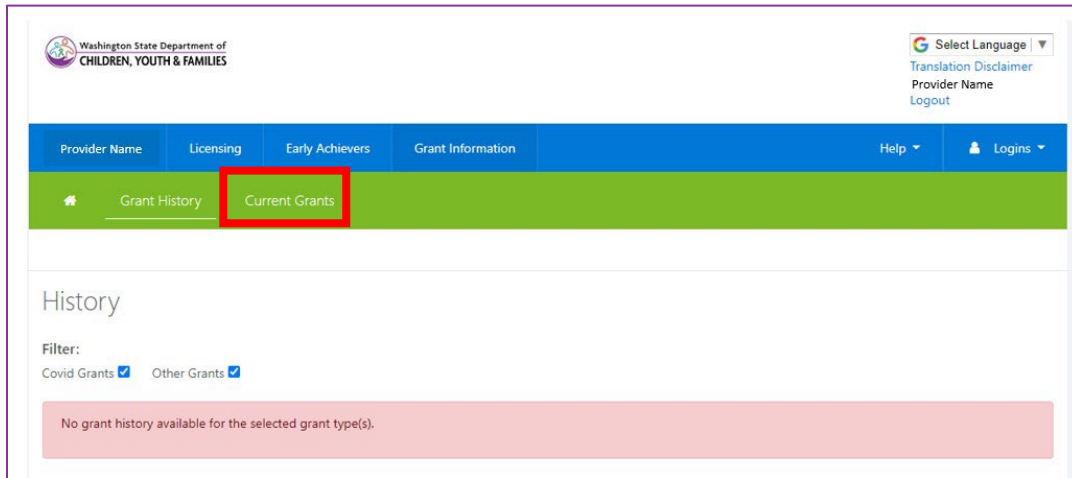 Washington State Department of
CHILDREN, YOUTH & FAMILIES
G Select Language ▼
Translation Disclaimer
Provider Name
Logout
Provider Name Licensing Early Achievers Grant Information Help Logins
Grant History Current Grants
History
Filter:
Covid Grants Other Grants
No grant history available for the selected grant type(s).